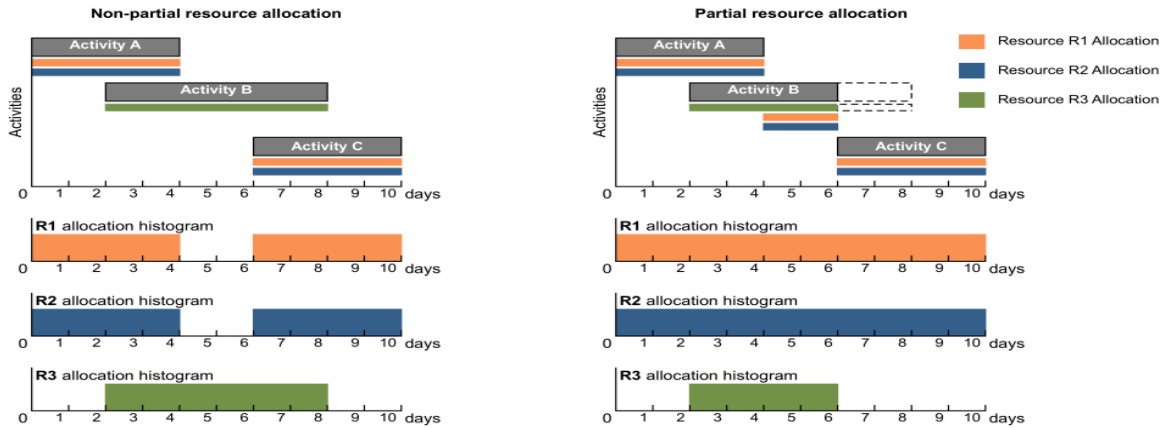 Non-partial resource allocation
Activities
Activity A
Activity B
Activity C
0 1 2 3 4 5 6 7 8 9 10 days
R1 allocation histogram
0 1 2 3 4 5 6 7 8 9 10 days
R2 allocation histogram
0 1 2 3 4 5 6 7 8 9 10 days
R3 allocation histogram
0 1 2 3 4 5 6 7 8 9 10 days
Partial resource allocation
Activities
Activity A
Activity B
Activity C
0 1 2 3 4 5 6 7 8 9 10 days
R1 allocation histogram
0 1 2 3 4 5 6 7 8 9 10 days
R2 allocation histogram
0 1 2 3 4 5 6 7 8 9 10 days
R3 allocation histogram
0 1 2 3 4 5 6 7 8 9 10 days
Resource R1 Allocation
Resource R2 Allocation
Resource R3 Allocation